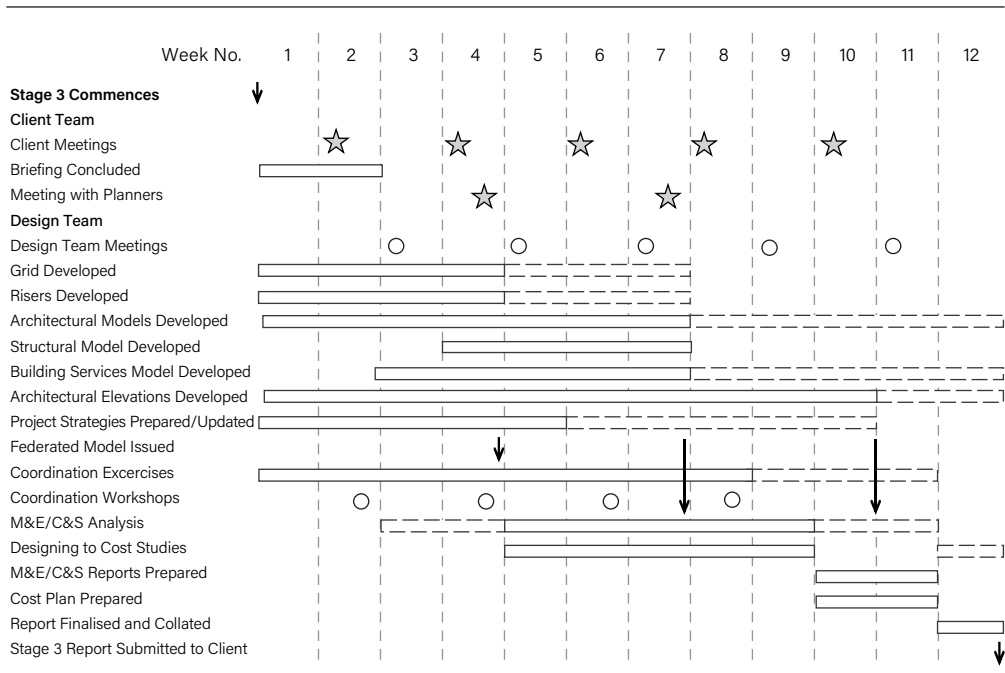 Week No. 1 2 3 4 5 6 7 8 9 10 11 12
Stage 3 Commences
Client Team
Client Meetings
Briefing Concluded
Meeting with Planners
Design Team
Design Team Meetings
Grid Developed
Risers Developed
Architectural Models Developed
Structural Model Developed
Building Services Model Developed
Architectural Elevations Developed
Project Strategies Prepared/Updated
Federated Model Issued
Coordination Excercises
Coordination Workshops
M&E/C&S Analysis
Designing to Cost Studies
M&E/C&S Reports Prepared
Cost Plan Prepared
Report Finalised and Collated
Stage 3 Report Submitted to Client